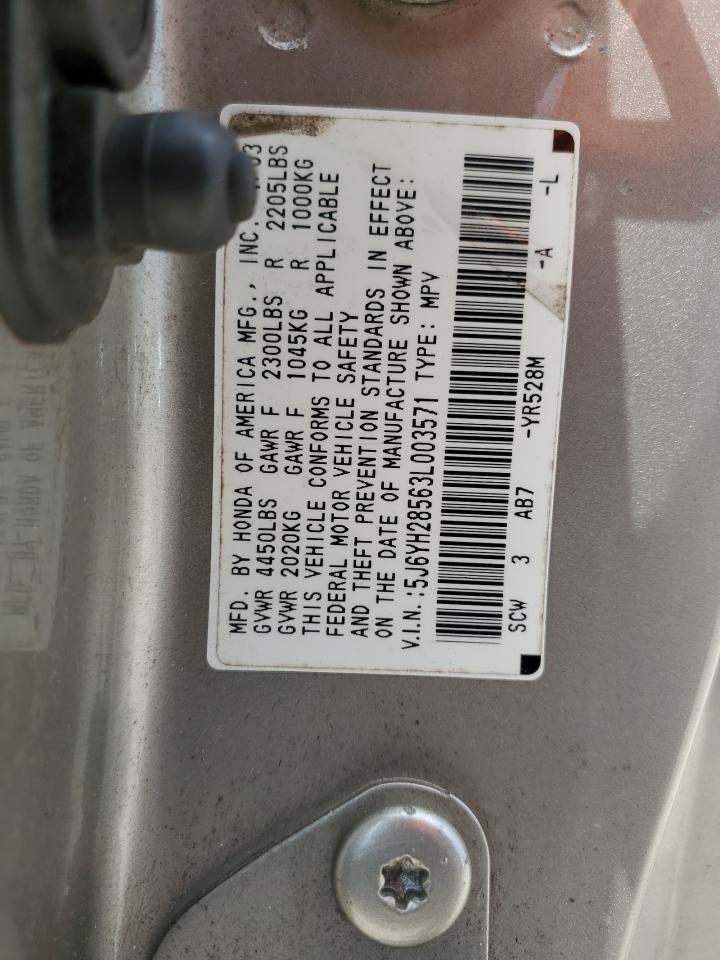 MFD. BY HONDA OF AMERICA MFG., INC. /03
GVWR 4450LBS GAWR F 2300LBS R 2205LBS
GVWR 2020KG GAWR F 1045KG R 1000KG
THIS VEHICLE CONFORMS TO ALL APPLICABLE
FEDERAL MOTOR VEHICLE SAFETY
AND THEFT PREVENTION STANDARDS IN EFFECT
ON THE DATE OF MANUFACTURE SHOWN ABOVE:
V.I.N.:5J6YH28563L003571 TYPE: MPV
SCW 3 AB7 -YR528M -A -L